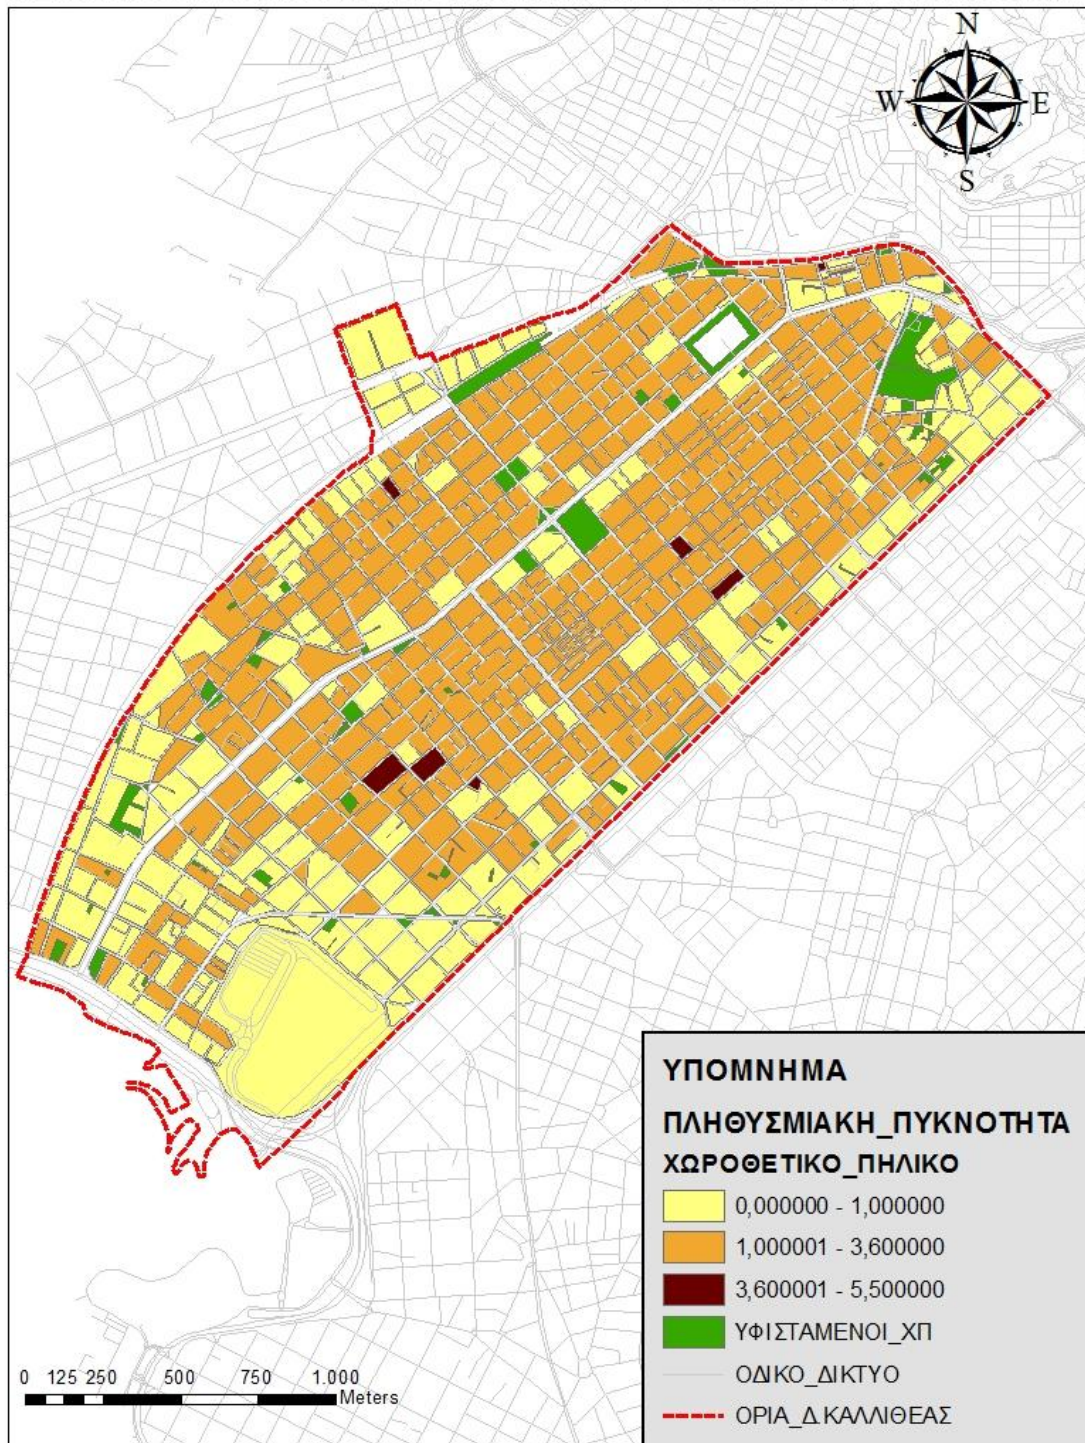 N
W E
S
ΥΠΟΜΝΗΜΑ
ΠΛΗΘΥΣΜΙΑΚΗ_ΠΥΚΝΟΤΗΤΑ
ΧΩΡΟΘΕΤΙΚΟ_ΠΗΛΙΚΟ
0,000000 - 1,000000
1,000001 - 3,600000
3,600001 - 5,500000
ΥΦΙΣΤΑΜΕΝΟΙ_ΧΠ
ΟΔΙΚΟ_ΔΙΚΤΥΟ
ΟΡΙΑ_Δ.ΚΑΛΛΙΘΕΑΣ
0 125 250 500 750 1.000
Meters